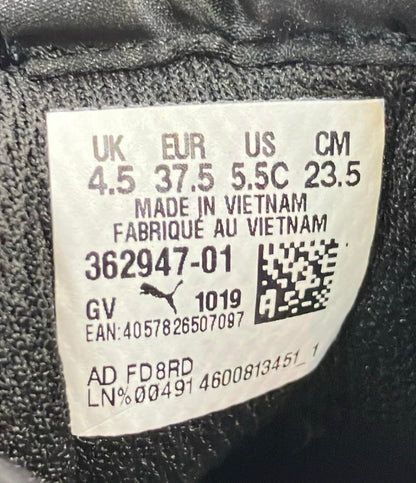 UK EUR US CM
4.5 37.5 5.5C 23.5
MADE IN VIETNAM
FABRIQUÉ AU VIETNAM
362947-01
GV 1019
A
EAN:4057826507097
AD FD8RD
LN%00491 4600813451_1